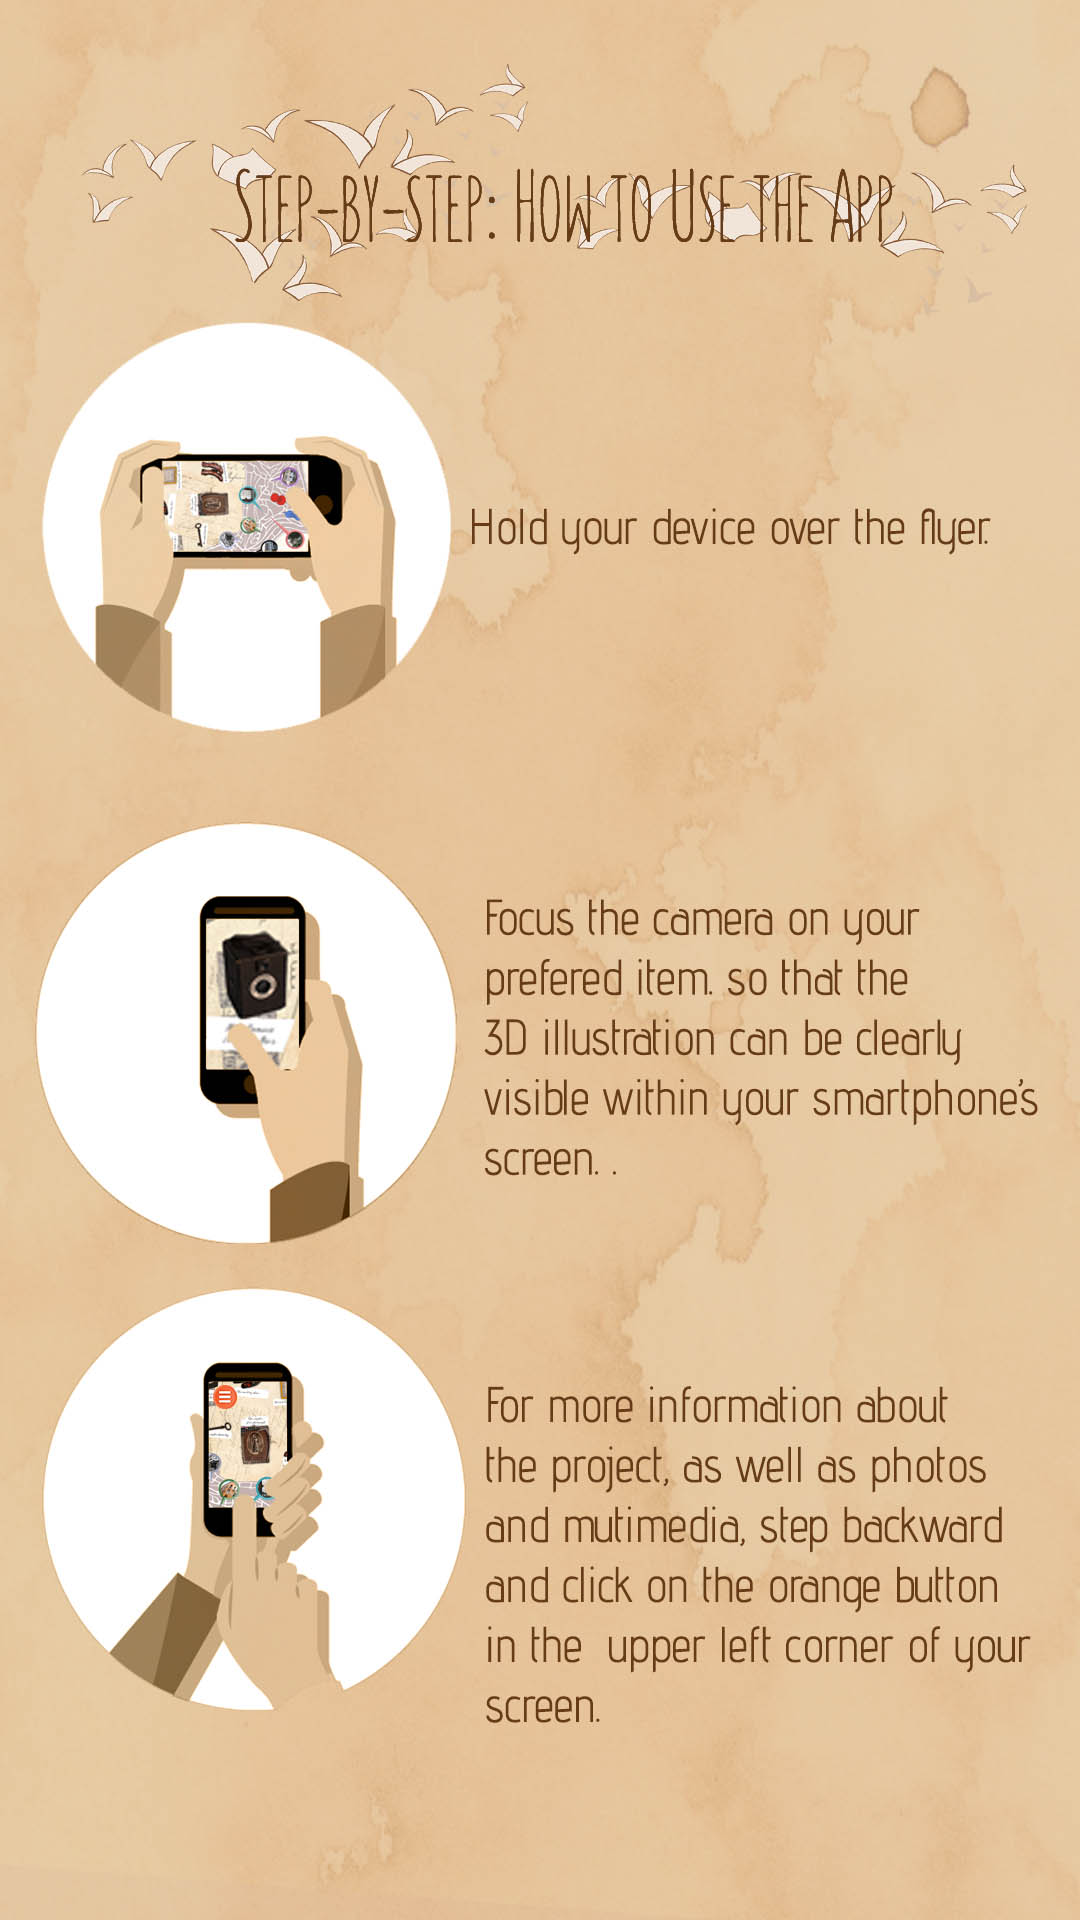 Step-by-step: How to Use the App
Hold your device over the flyer.
Focus the camera on your
prefered item. so that the
3D illustration can be clearly
visible within your smartphone's
screen. .
For more information about
the project, as well as photos
and mutimedia, step backward
and click on the orange button
in the  upper left corner of your
screen.